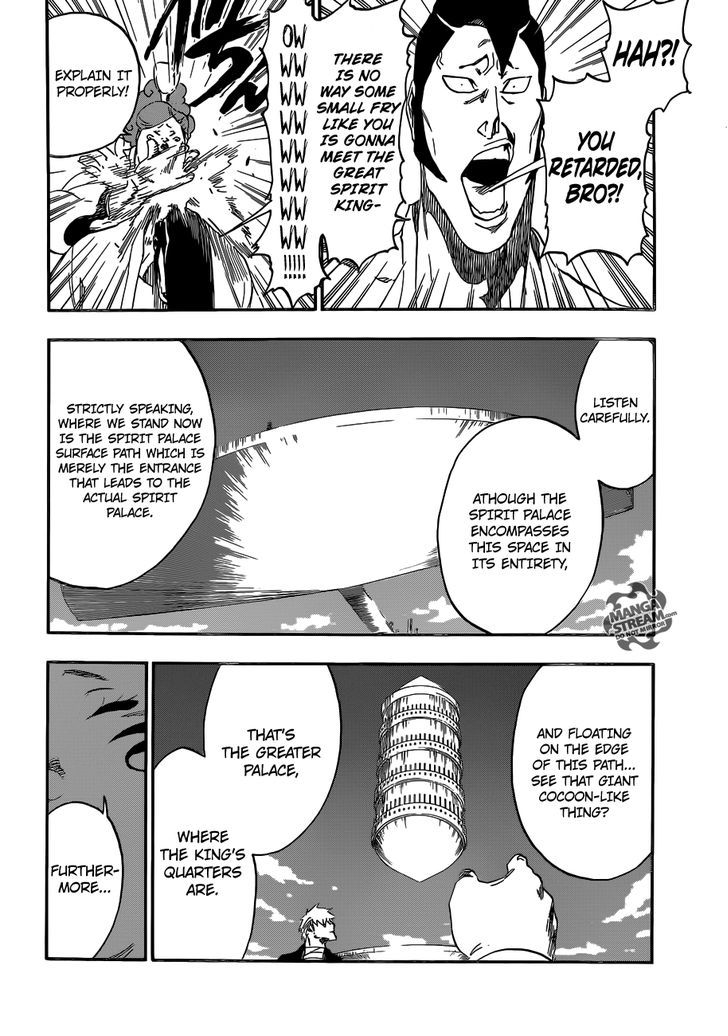 HAH?!
YOU
RETARDED,
BRO?!
THERE
IS NO
WAY SOME
SMALL FRY
LIKE YOU
IS GONNA
MEET THE
GREAT
SPIRIT
KING-
OW
WW
WW
WW
WW
WW
WW
WW
WW
!!!!!
EXPLAIN IT
PROPERLY!
LISTEN
CAREFULLY.
ATHOUGH THE
SPIRIT PALACE
ENCOMPASSES
THIS SPACE IN
ITS ENTIRETY,
STRICTLY SPEAKING,
WHERE WE STAND NOW
IS THE SPIRIT PALACE
SURFACE PATH WHICH IS
MERELY THE ENTRANCE
THAT LEADS TO THE
ACTUAL SPIRIT
PALACE.
MANGA
STREAM.com
DO NOT MIRROR
AND FLOATING
ON THE EDGE
OF THIS PATH...
SEE THAT GIANT
COCOON-LIKE
THING?
THAT'S
THE GREATER
PALACE,
WHERE
THE KING'S
QUARTERS
ARE.
FURTHER-
MORE...